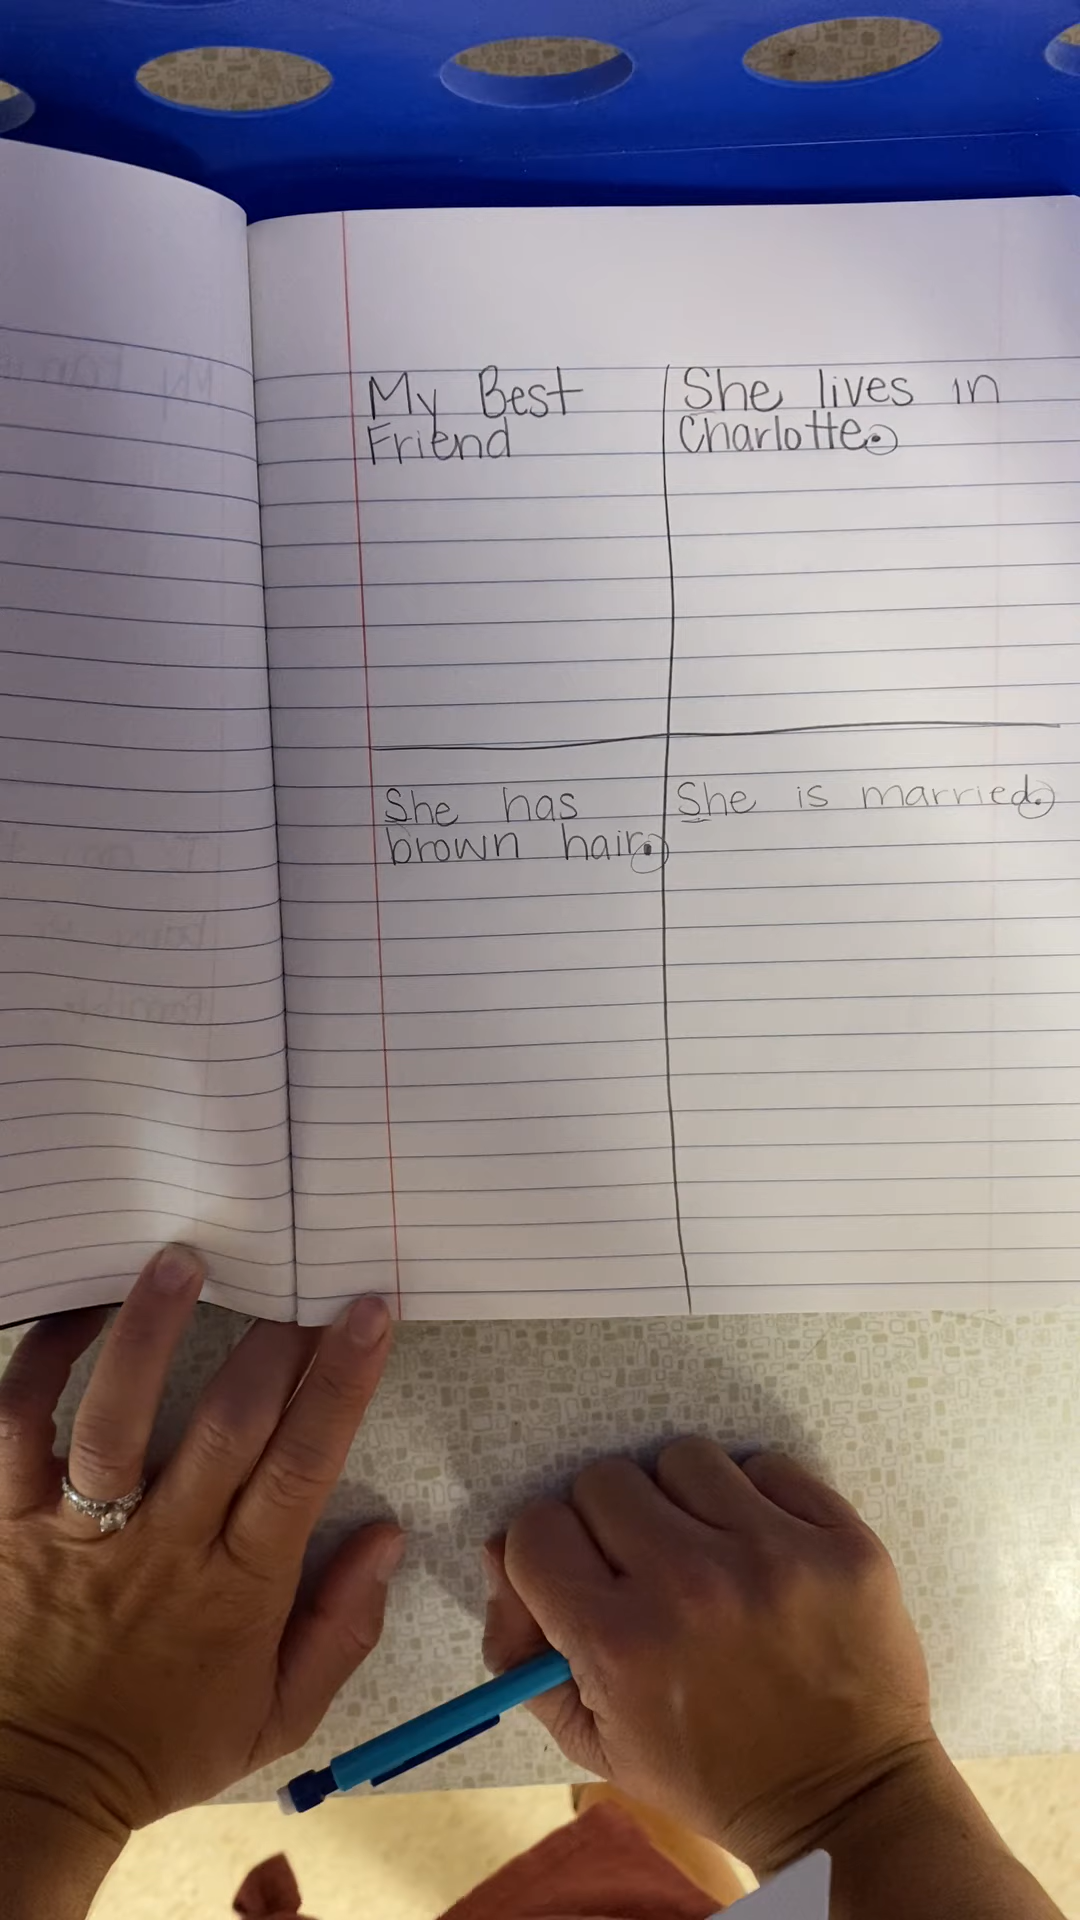 My Best
Friend
She lives in
Charlotte.
She has
brown hair.
She is married.